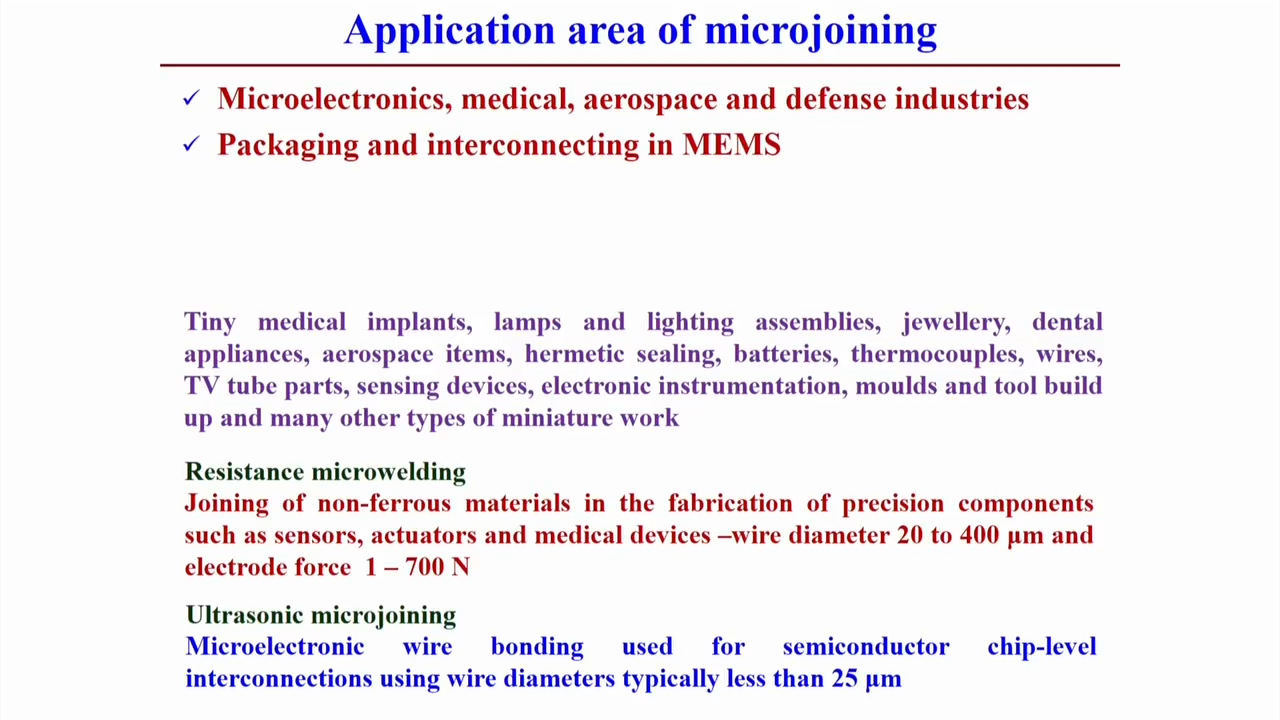 Application area of microjoining
✓ Microelectronics, medical, aerospace and defense industries
✓ Packaging and interconnecting in MEMS
Tiny medical implants, lamps and lighting assemblies, jewellery, dental
appliances, aerospace items, hermetic sealing, batteries, thermocouples, wires,
TV tube parts, sensing devices, electronic instrumentation, moulds and tool build
up and many other types of miniature work
Resistance microwelding
Joining of non-ferrous materials in the fabrication of precision components
such as sensors, actuators and medical devices –wire diameter 20 to 400 µm and
electrode force 1 – 700 N
Ultrasonic microjoining
Microelectronic wire bonding used for semiconductor chip-level
interconnections using wire diameters typically less than 25 µm